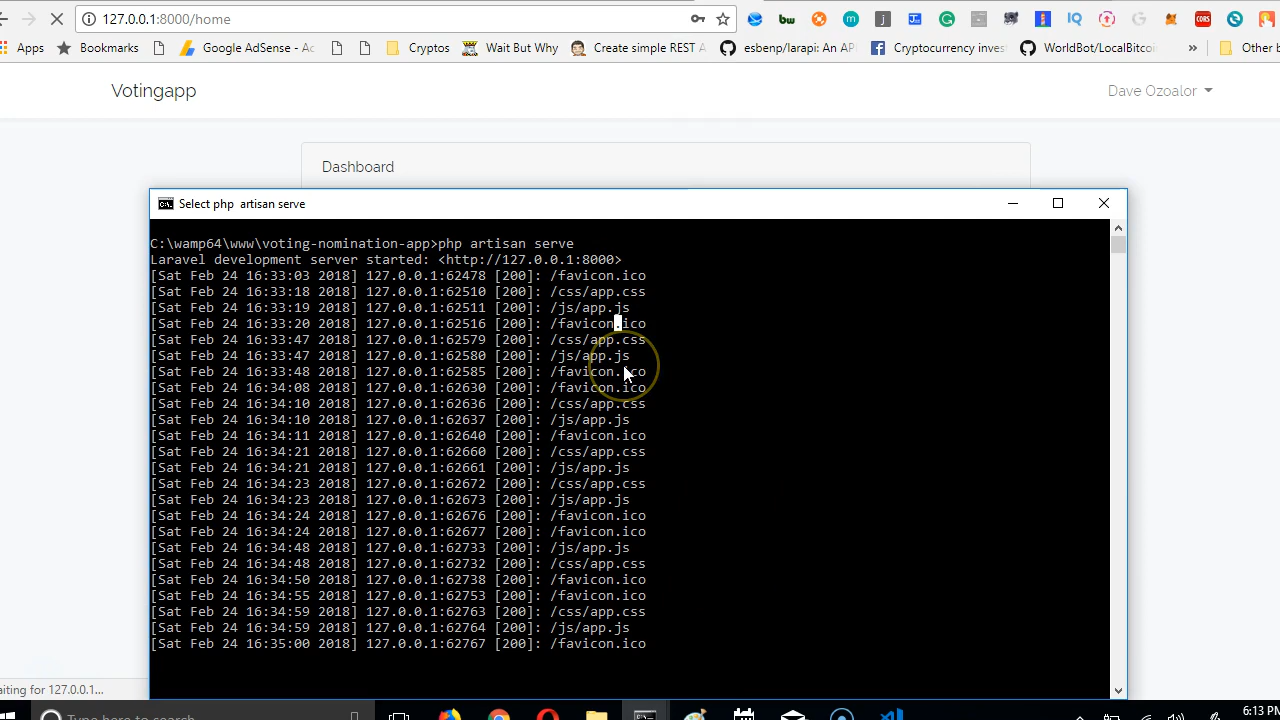 127.0.0.1:8000/home
Apps Bookmarks Google AdSense - Ac Cryptos Wait But Why Create simple REST A esbenp/larapi: An AP Cryptocurrency inves WorldBot/LocalBitcoi » Other b
Votingapp Dave Ozoalor
Dashboard
Select php artisan serve
C:\wamp64\www\voting-nomination-app>php artisan serve
Laravel development server started: <http://127.0.0.1:8000>
[Sat Feb 24 16:33:03 2018] 127.0.0.1:62478 [200]: /favicon.ico
[Sat Feb 24 16:33:18 2018] 127.0.0.1:62510 [200]: /css/app.css
[Sat Feb 24 16:33:19 2018] 127.0.0.1:62511 [200]: /js/app.js
[Sat Feb 24 16:33:20 2018] 127.0.0.1:62516 [200]: /favicon.ico
[Sat Feb 24 16:33:47 2018] 127.0.0.1:62579 [200]: /css/app.css
[Sat Feb 24 16:33:47 2018] 127.0.0.1:62580 [200]: /js/app.js
[Sat Feb 24 16:33:48 2018] 127.0.0.1:62585 [200]: /favicon.ico
[Sat Feb 24 16:34:08 2018] 127.0.0.1:62630 [200]: /favicon.ico
[Sat Feb 24 16:34:10 2018] 127.0.0.1:62636 [200]: /css/app.css
[Sat Feb 24 16:34:10 2018] 127.0.0.1:62637 [200]: /js/app.js
[Sat Feb 24 16:34:11 2018] 127.0.0.1:62640 [200]: /favicon.ico
[Sat Feb 24 16:34:21 2018] 127.0.0.1:62660 [200]: /css/app.css
[Sat Feb 24 16:34:21 2018] 127.0.0.1:62661 [200]: /js/app.js
[Sat Feb 24 16:34:23 2018] 127.0.0.1:62672 [200]: /css/app.css
[Sat Feb 24 16:34:23 2018] 127.0.0.1:62673 [200]: /js/app.js
[Sat Feb 24 16:34:24 2018] 127.0.0.1:62676 [200]: /favicon.ico
[Sat Feb 24 16:34:24 2018] 127.0.0.1:62677 [200]: /favicon.ico
[Sat Feb 24 16:34:48 2018] 127.0.0.1:62733 [200]: /js/app.js
[Sat Feb 24 16:34:48 2018] 127.0.0.1:62732 [200]: /css/app.css
[Sat Feb 24 16:34:50 2018] 127.0.0.1:62738 [200]: /favicon.ico
[Sat Feb 24 16:34:55 2018] 127.0.0.1:62753 [200]: /favicon.ico
[Sat Feb 24 16:34:59 2018] 127.0.0.1:62763 [200]: /css/app.css
[Sat Feb 24 16:34:59 2018] 127.0.0.1:62764 [200]: /js/app.js
[Sat Feb 24 16:35:00 2018] 127.0.0.1:62767 [200]: /favicon.ico
aiting for 127.0.0.1...
Type here to search 6:13 PM